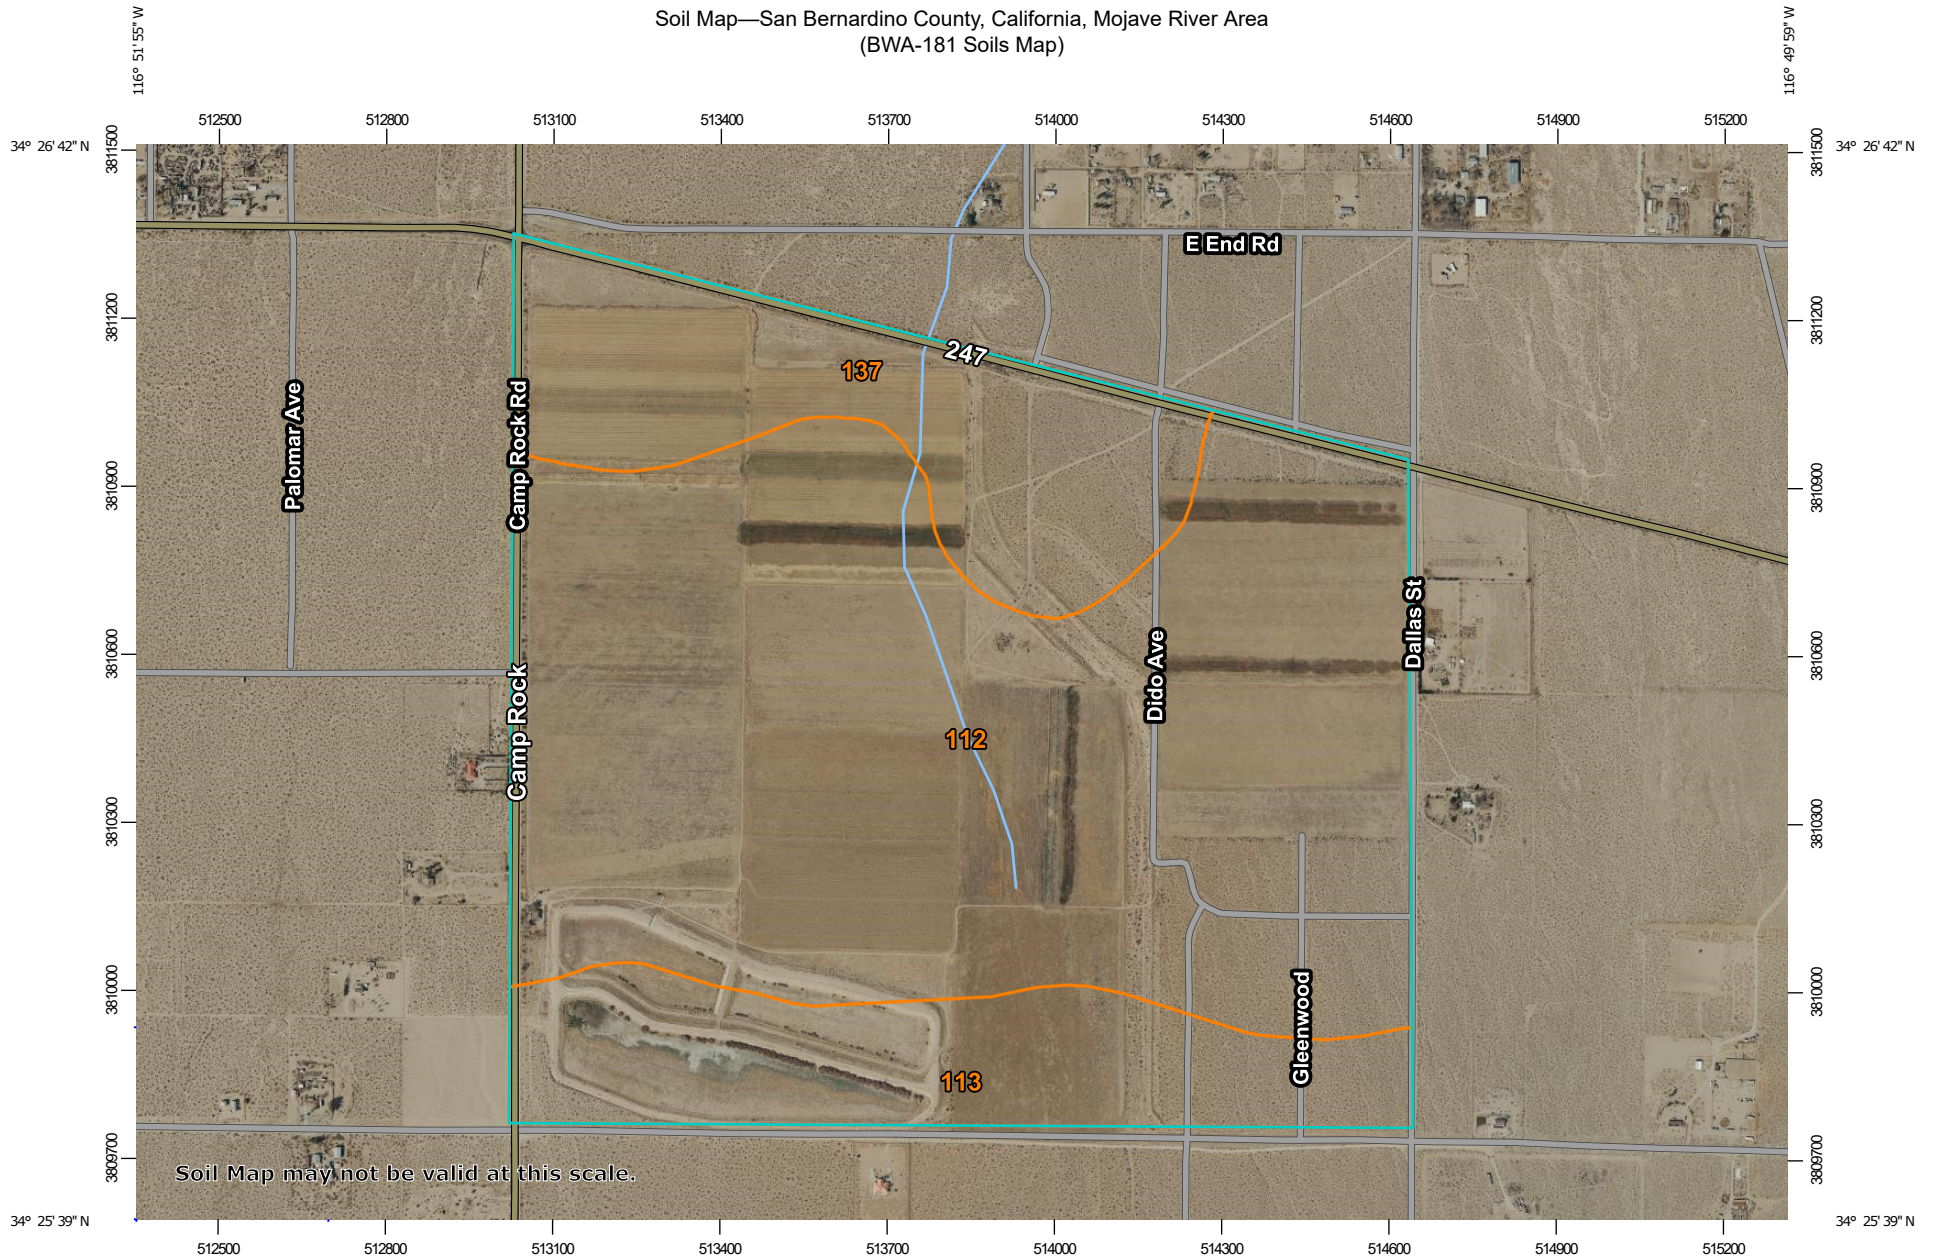 Soil Map—San Bernardino County, California, Mojave River Area
(BWA-181 Soils Map)
116° 51' 55" W
116° 49' 59" W
512500 512800 513100 513400 513700 514000 514300 514600 514900 515200
34° 26' 42" N
34° 26' 42" N
3811500
3811500
E End Rd
3811200
3811200
247
137
Palomar Ave
Camp Rock Rd
3810900
3810900
Dallas St
Dido Ave
3810600
3810600
Camp Rock
112
3810300
3810300
3810000
3810000
Gleenwood
113
3809700
3809700
Soil Map may not be valid at this scale.
34° 25' 39" N
34° 25' 39" N
512500 512800 513100 513400 513700 514000 514300 514600 514900 515200